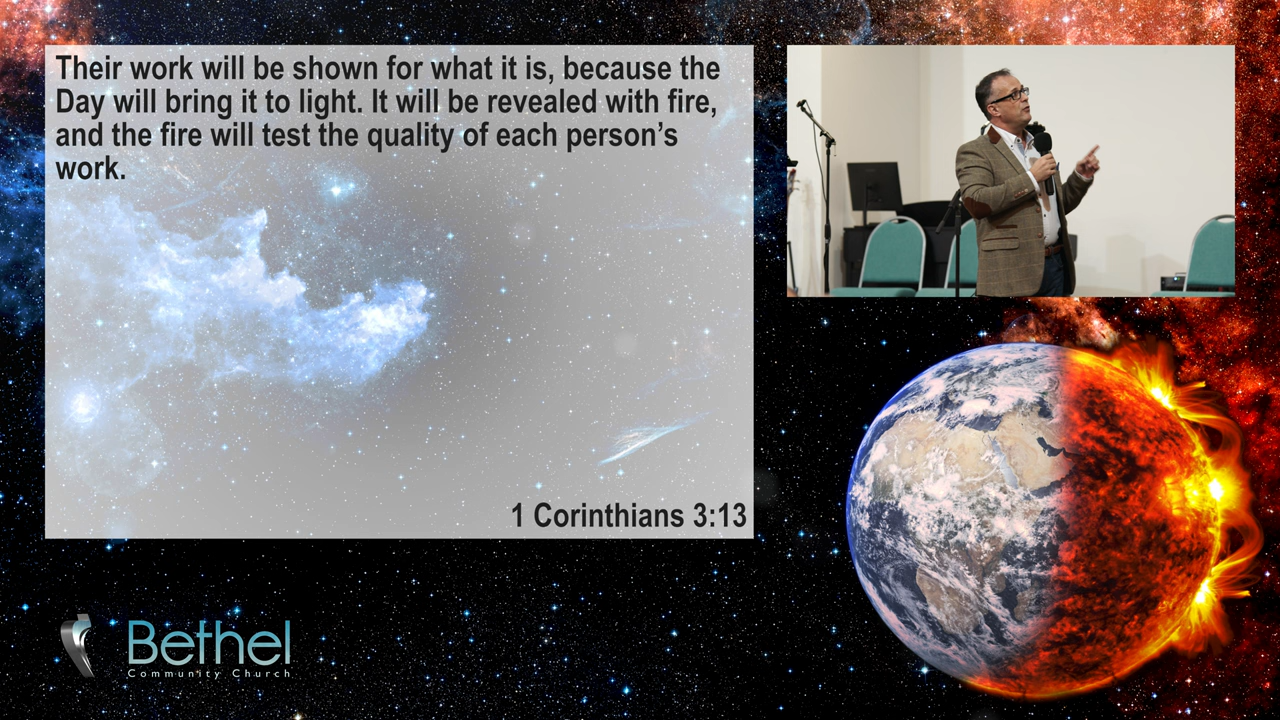 Their work will be shown for what it is, because the
Day will bring it to light. It will be revealed with fire,
and the fire will test the quality of each person’s
work.
1 Corinthians 3:13
Bethel
Community Church